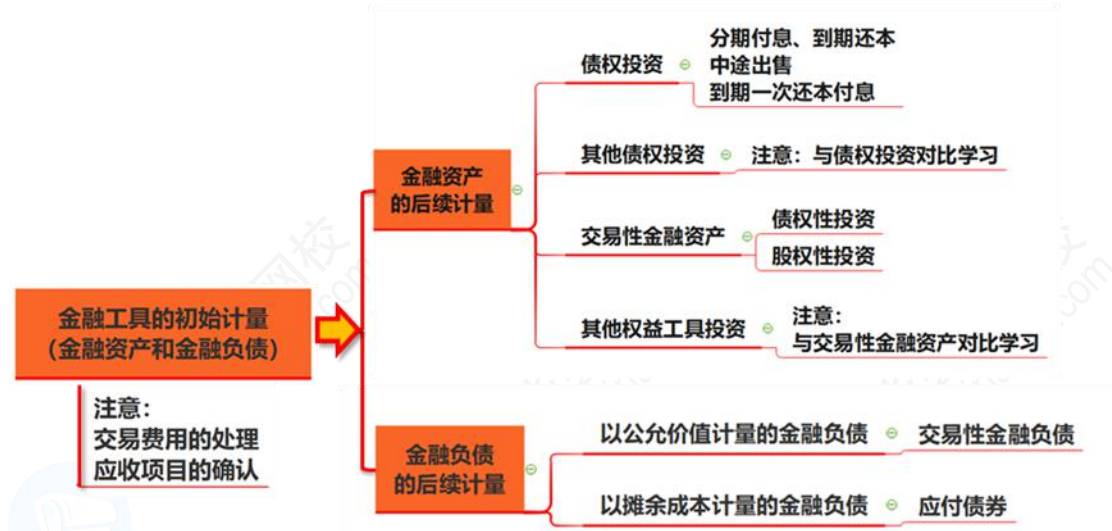 金融工具的初始计量
(金融资产和金融负债)
注意：
交易费用的处理
应收项目的确认
金融资产
的后续计量
债权投资
分期付息、到期还本
中途出售
到期一次还本付息
其他债权投资
注意：与债权投资对比学习
交易性金融资产
债权性投资
股权性投资
其他权益工具投资
注意：
与交易性金融资产对比学习
金融负债
的后续计量
以公允价值计量的金融负债
交易性金融负债
以摊余成本计量的金融负债
应付债券